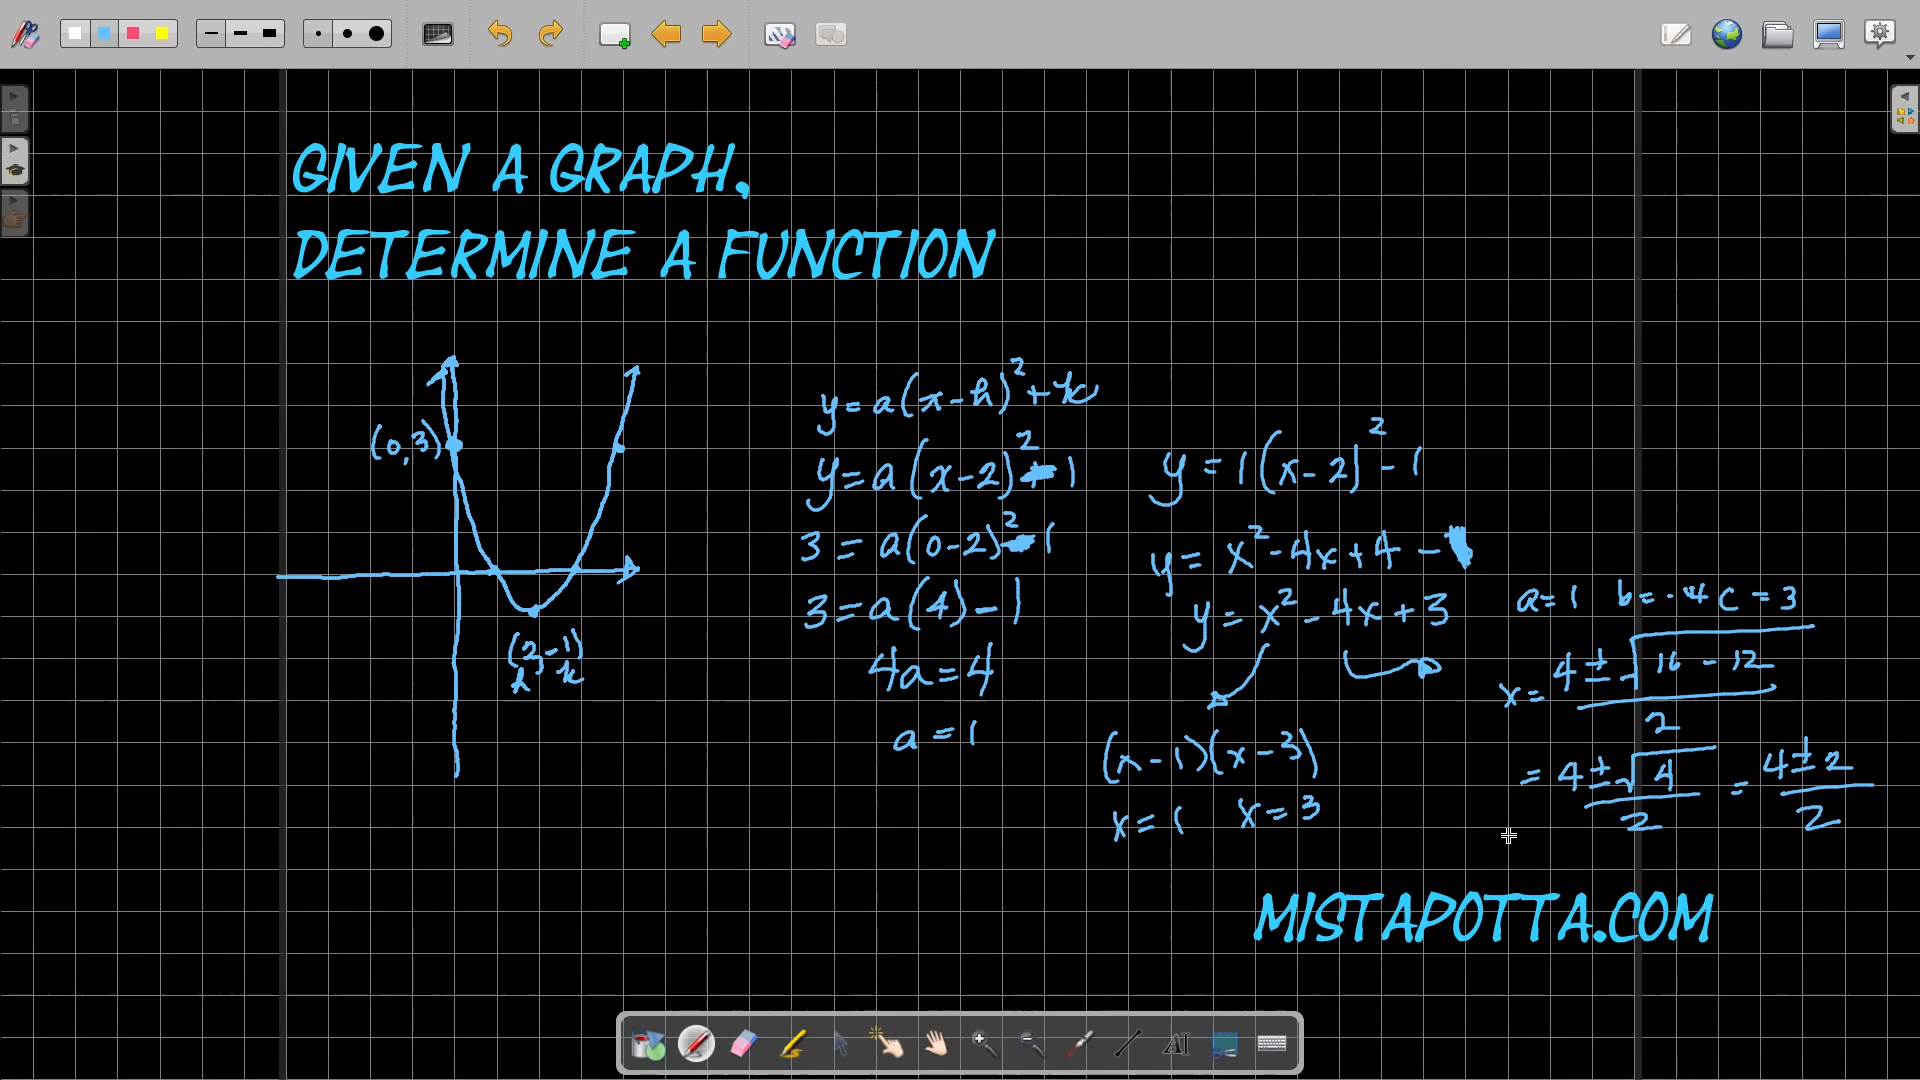 GIVEN A GRAPH.
DETERMINE A FUNCTION
(0,3)
(2,-1)
h k
y=a(x-h)²+k
y=a(x-2)²-1
3=a(0-2)²-1
3=a(4)-1
4a=4
a=1
y=1(x-2)²-1
y=x²-4x+4-
y=x²-4x+3
(x-1)(x-3)
x=1 x=3
a=1 b=-4 c=3
x=4±√16-12
2
=4±√4 = 4±2
2 2
MISTAPOTTA.COM
AI